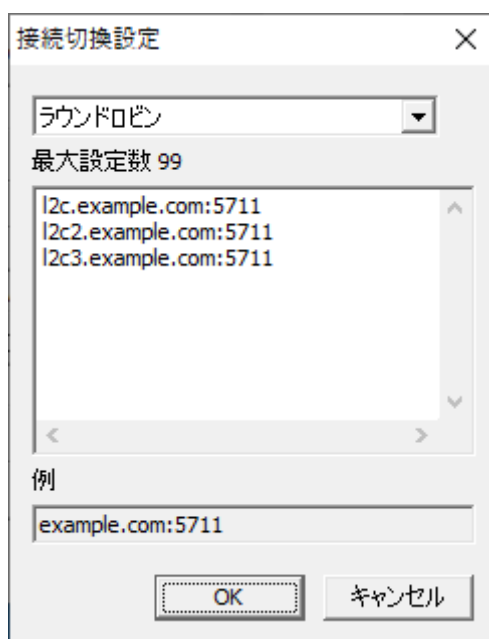 接続切換設定
ラウンドロビン
最大設定数 99
l2c.example.com:5711
l2c2.example.com:5711
l2c3.example.com:5711
例
example.com:5711
OK
キャンセル